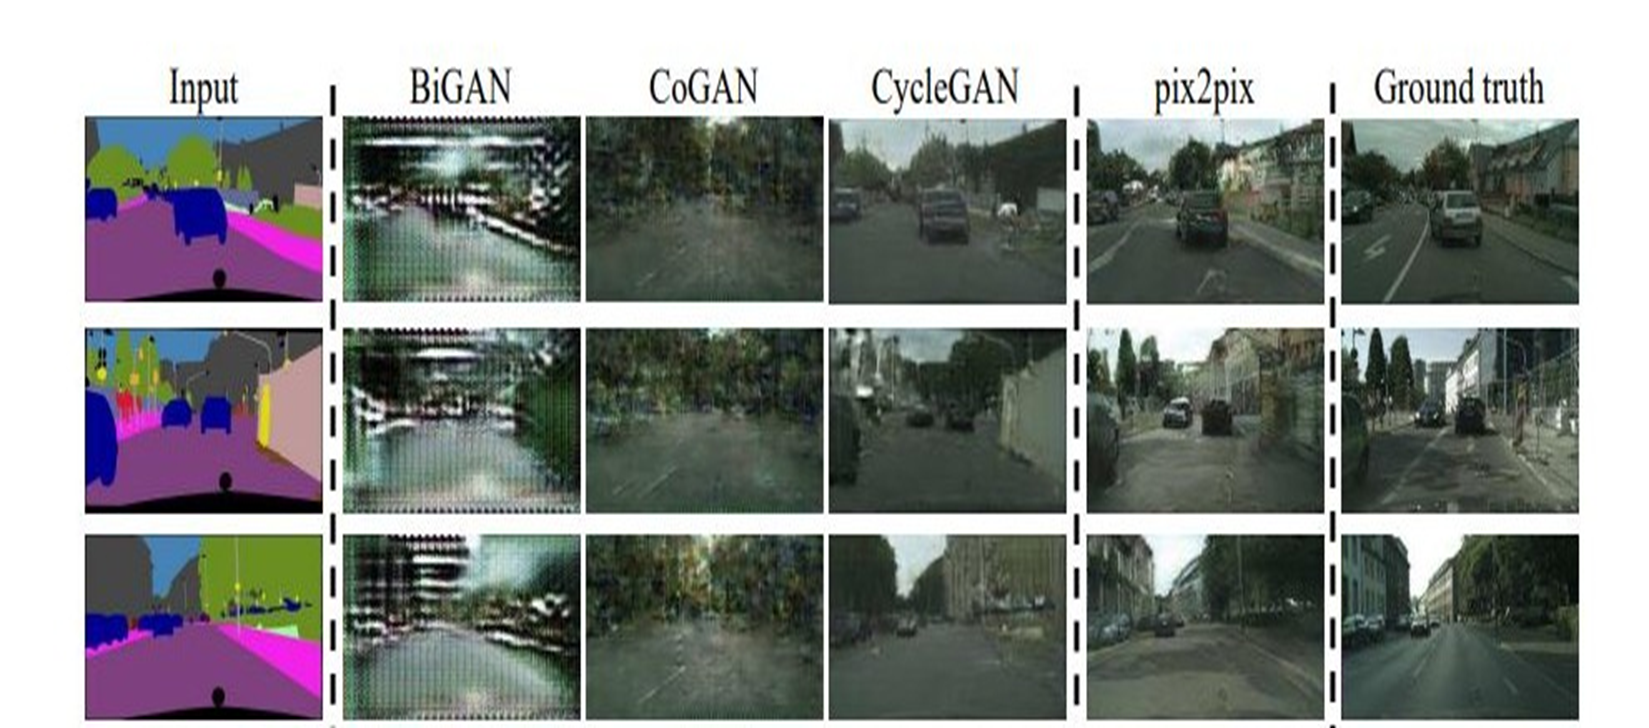 Input BiGAN CoGAN CycleGAN pix2pix Ground truth